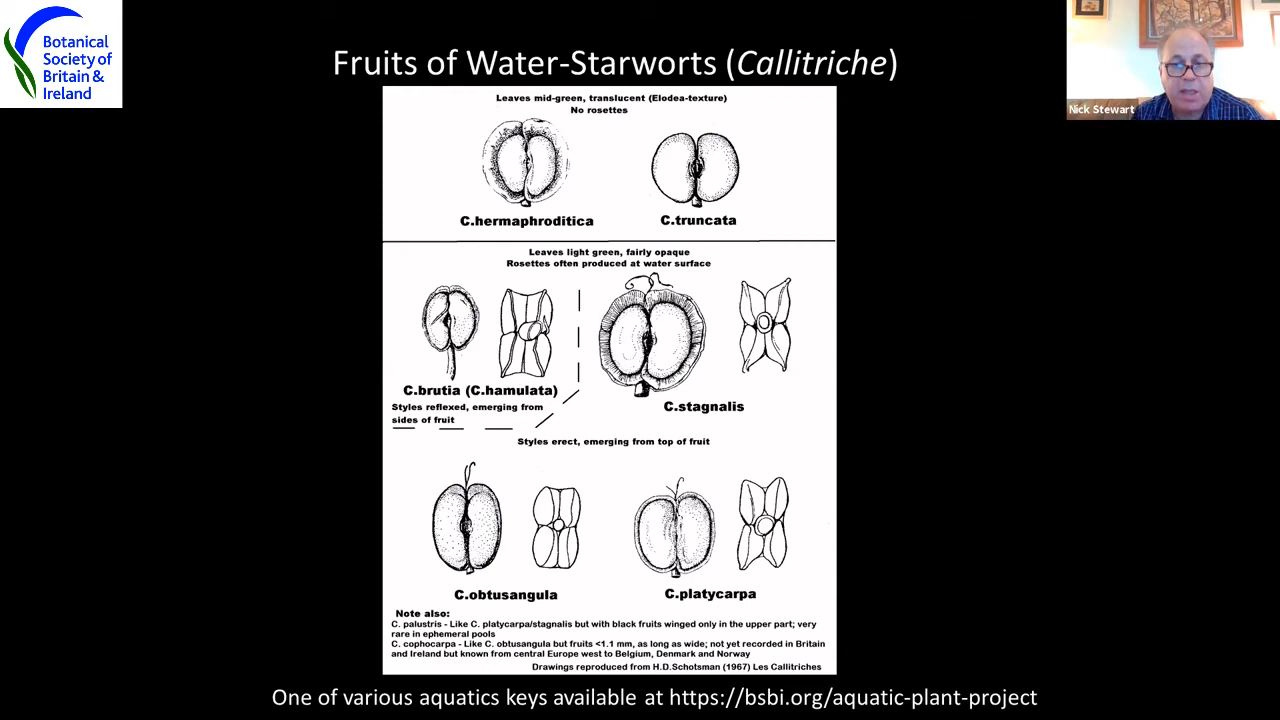 Botanical
Society of
Britain &
Ireland
Fruits of Water-Starworts (Callitriche)
Nick Stewart
Leaves mid-green, translucent (Elodea-texture)
No rosettes
C.hermaphroditica
C.truncata
Leaves light green, fairly opaque
Rosettes often produced at water surface
C.brutia (C.hamulata)
C.stagnalis
Styles reflexed, emerging from
sides of fruit
Styles erect, emerging from top of fruit
C.obtusangula
C.platycarpa
Note also:
C. palustris - Like C. platycarpa/stagnalis but with black fruits winged only in the upper part; very
rare in ephemeral pools
C. cophocarpa - Like C. obtusangula but fruits <1.1 mm, as long as wide; not yet recorded in Britain
and Ireland but known from central Europe west to Belgium, Denmark and Norway
Drawings reproduced from H.D.Schotsman (1967) Les Callitriches
One of various aquatics keys available at https://bsbi.org/aquatic-plant-project